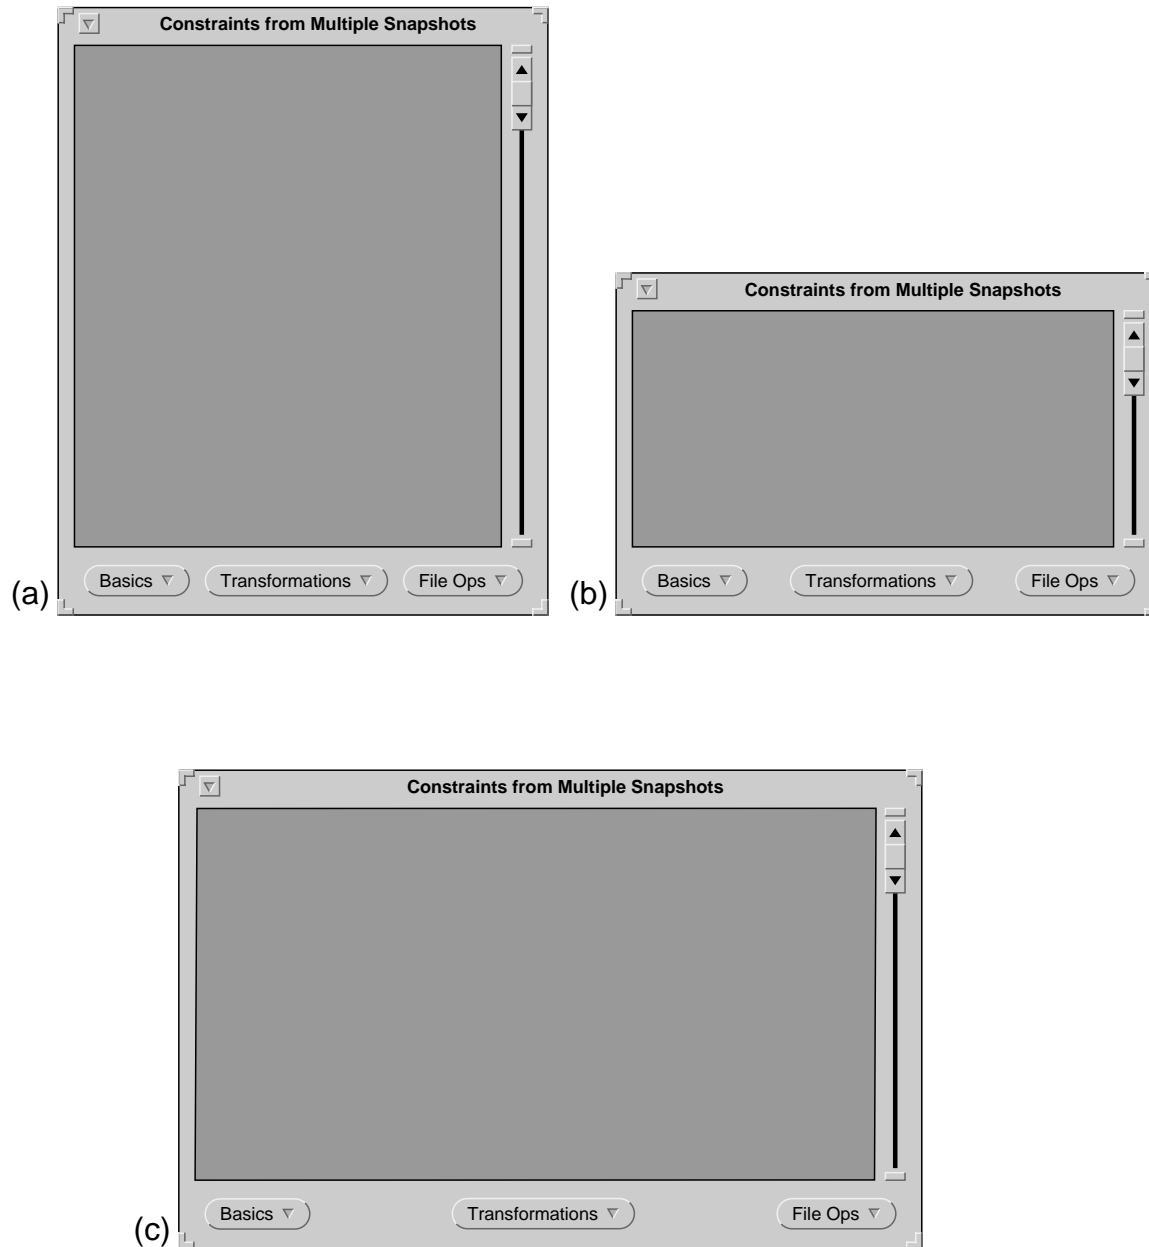 Constraints from Multiple Snapshots
Basics Transformations File Ops
(a)
Constraints from Multiple Snapshots
Basics Transformations File Ops
(b)
Constraints from Multiple Snapshots
Basics Transformations File Ops
(c)